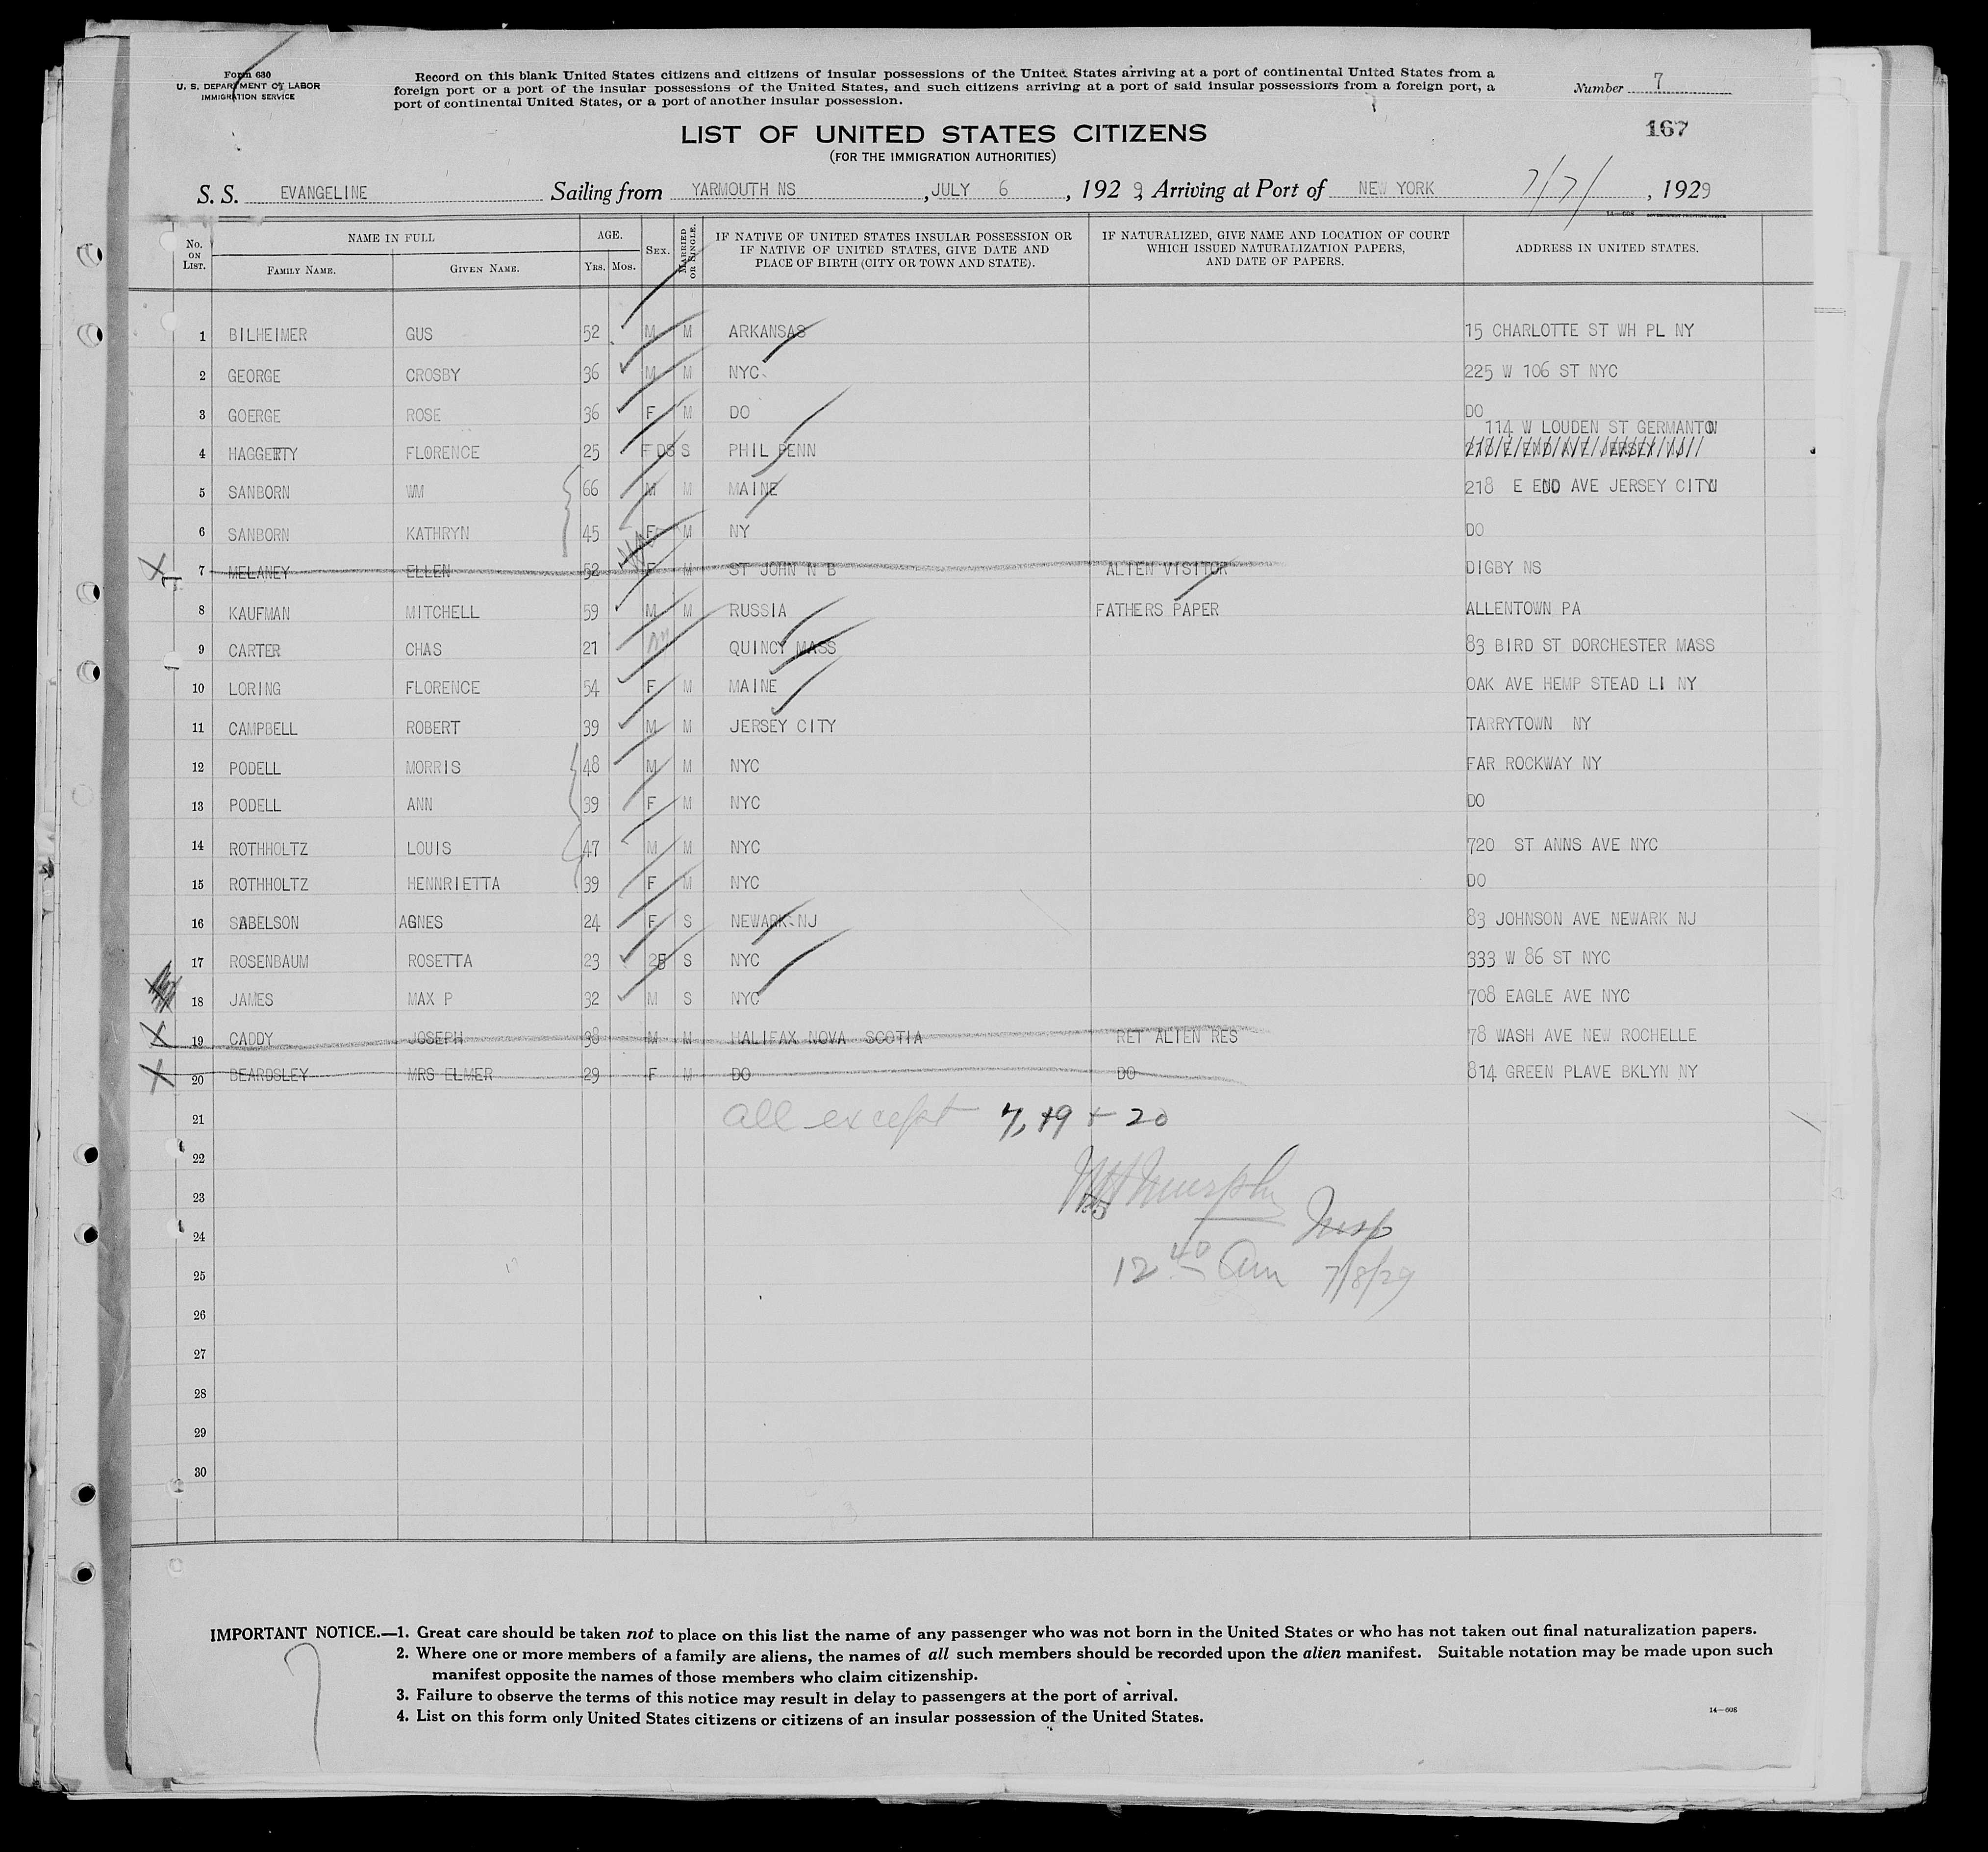 Form 630
U. S. DEPARTMENT OF LABOR
IMMIGRATION SERVICE
Record on this blank United States citizens and citizens of insular possessions of the United States arriving at a port of continental United States from a
foreign port or a port of the insular possessions of the United States, and such citizens arriving at a port of said insular possessions from a foreign port, a
port of continental United States, or a port of another insular possession.
Number 7
167
LIST OF UNITED STATES CITIZENS
(FOR THE IMMIGRATION AUTHORITIES)
S. S. EVANGELINE Sailing from YARMOUTH NS, JULY 6, 1929, Arriving at Port of NEW YORK 7/7/, 1929
14—608 GOVERNMENT PRINTING OFFICE
No. ON LIST. NAME IN FULL FAMILY NAME. GIVEN NAME. AGE. YRS. MOS. SEX. MARRIED OR SINGLE. IF NATIVE OF UNITED STATES INSULAR POSSESSION OR IF NATIVE OF UNITED STATES, GIVE DATE AND PLACE OF BIRTH (CITY OR TOWN AND STATE). IF NATURALIZED, GIVE NAME AND LOCATION OF COURT WHICH ISSUED NATURALIZATION PAPERS, AND DATE OF PAPERS. ADDRESS IN UNITED STATES.
1 BILHEIMER GUS 52 M M ARKANSAS 15 CHARLOTTE ST WH PL NY
2 GEORGE CROSBY 36 M M NYC 225 W 106 ST NYC
3 GOERGE ROSE 36 F M DO DO
114 W LOUDEN ST GERMANTON
4 HAGGERTY FLORENCE 25 F S PHIL PENN
5 SANBORN WM 66 M M MAINE 218 E END AVE JERSEY CITY
6 SANBORN KATHRYN 45 F M NY DO
7 MELANEY ELLEN 52 F M ST JOHN N B ALIEN VISITOR DIGBY NS
8 KAUFMAN MITCHELL 59 M M RUSSIA FATHERS PAPER ALLENTOWN PA
9 CARTER CHAS 21 M QUINCY MASS 83 BIRD ST DORCHESTER MASS
10 LORING FLORENCE 54 F M MAINE OAK AVE HEMP STEAD LI NY
11 CAMPBELL ROBERT 39 M M JERSEY CITY TARRYTOWN NY
12 PODELL MORRIS 48 M M NYC FAR ROCKWAY NY
13 PODELL ANN 39 F M NYC DO
14 ROTHHOLTZ LOUIS 47 M M NYC 720 ST ANNS AVE NYC
15 ROTHHOLTZ HENNRIETTA 39 F M NYC DO
16 SABELSON AGNES 24 F S NEWARK NJ 83 JOHNSON AVE NEWARK NJ
17 ROSENBAUM ROSETTA 23 F S NYC 333 W 86 ST NYC
18 JAMES MAX P 32 M S NYC 708 EAGLE AVE NYC
19 CADDY JOSEPH 38 M M HALIFAX NOVA SCOTIA RET ALIEN RES 78 WASH AVE NEW ROCHELLE
20 BEARDSLEY MRS ELMER 29 F M DO DO 814 GREEN PLAVE BKLYN NY
21 all except 7, 19 + 20
22
23 Murphy
24 Insp
25 12 40 am 7/8/29
26
27
28
29
30
IMPORTANT NOTICE.—1. Great care should be taken not to place on this list the name of any passenger who was not born in the United States or who has not taken out final naturalization papers.
2. Where one or more members of a family are aliens, the names of all such members should be recorded upon the alien manifest. Suitable notation may be made upon such
manifest opposite the names of those members who claim citizenship.
3. Failure to observe the terms of this notice may result in delay to passengers at the port of arrival.
4. List on this form only United States citizens or citizens of an insular possession of the United States.
14—608
7